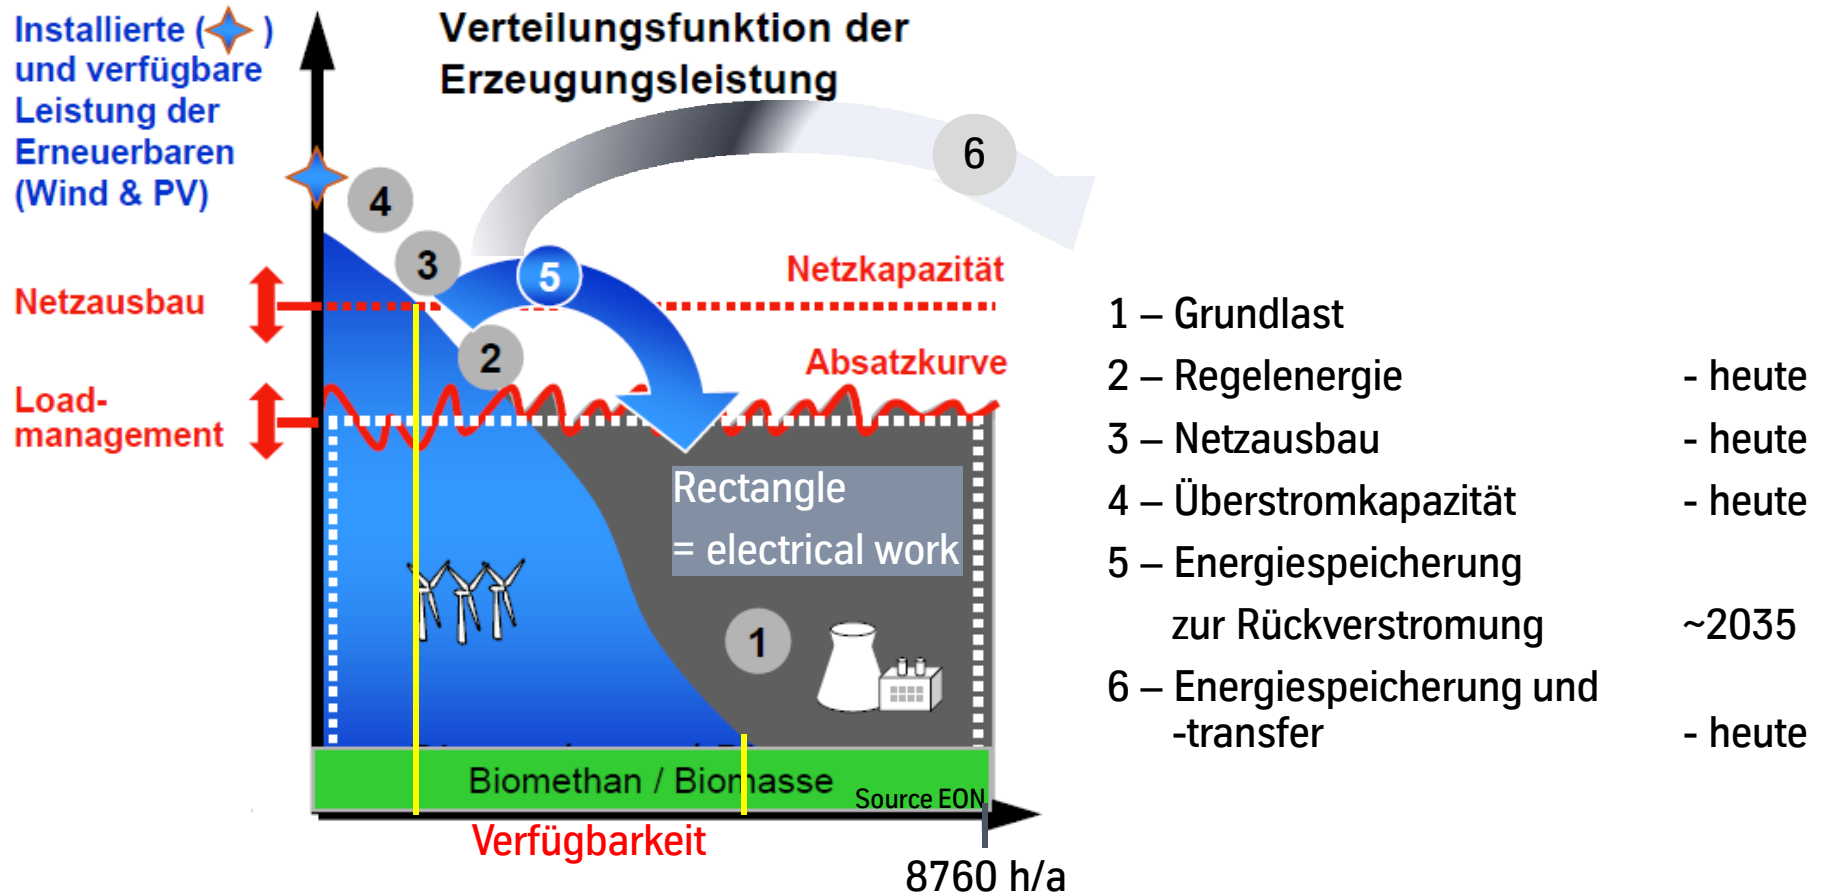 Installierte ( )
und verfügbare
Leistung der
Erneuerbaren
(Wind & PV)
Verteilungsfunktion der
Erzeugungsleistung
6
4
3
5
Netzkapazität
Netzausbau
2
Absatzkurve
Load-
management
Rectangle
= electrical work
1
Biomethan / Biomasse
Source EON
Verfügbarkeit
8760 h/a
1 – Grundlast
2 – Regelenergie - heute
3 – Netzausbau - heute
4 – Überstromkapazität - heute
5 – Energiespeicherung
zur Rückverstromung ~2035
6 – Energiespeicherung und
-transfer - heute